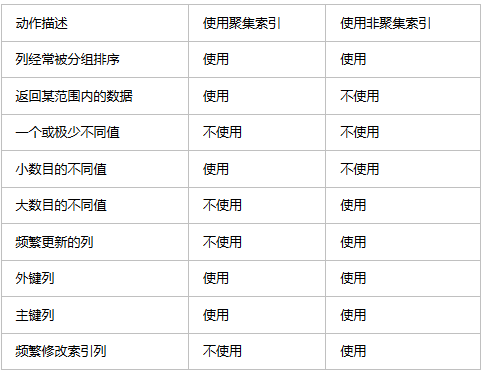 动作描述 使用聚集索引 使用非聚集索引
列经常被分组排序 使用 使用
返回某范围内的数据 使用 不使用
一个或极少不同值 不使用 不使用
小数目的不同值 使用 不使用
大数目的不同值 不使用 使用
频繁更新的列 不使用 使用
外键列 使用 使用
主键列 使用 使用
频繁修改索引列 不使用 使用